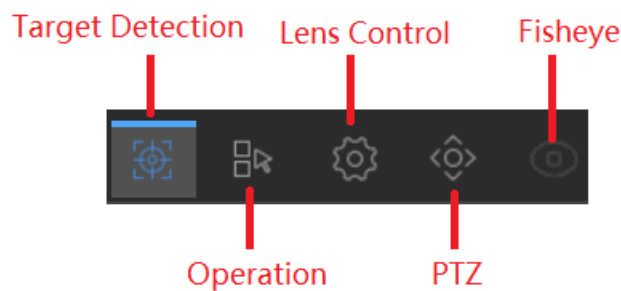 Target Detection
Lens Control
Fisheye
Operation
PTZ